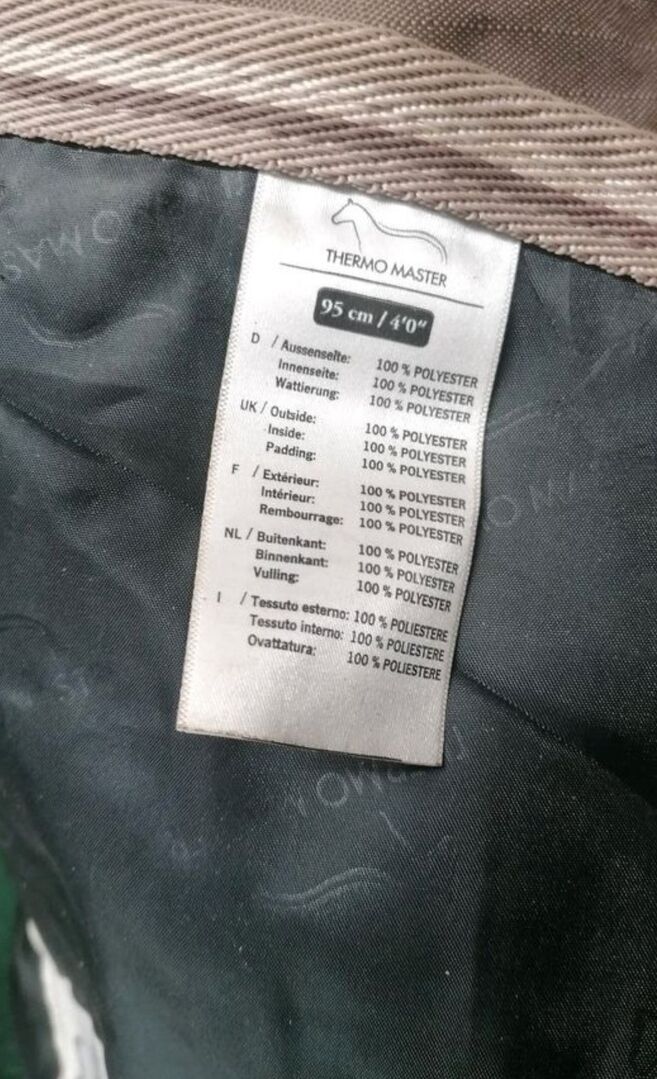 THERMO MASTER
95 cm / 4'0"
D / Aussenseite: 100 % POLYESTER
Innenseite: 100 % POLYESTER
Wattierung: 100 % POLYESTER
UK / Outside: 100 % POLYESTER
Inside: 100 % POLYESTER
Padding: 100 % POLYESTER
F / Extérieur: 100 % POLYESTER
Intérieur: 100 % POLYESTER
Rembourrage: 100 % POLYESTER
NL / Buitenkant: 100 % POLYESTER
Binnenkant: 100 % POLYESTER
Vulling: 100 % POLYESTER
I / Tessuto esterno: 100 % POLIESTERE
Tessuto interno: 100 % POLIESTERE
Ovattatura: 100 % POLIESTERE